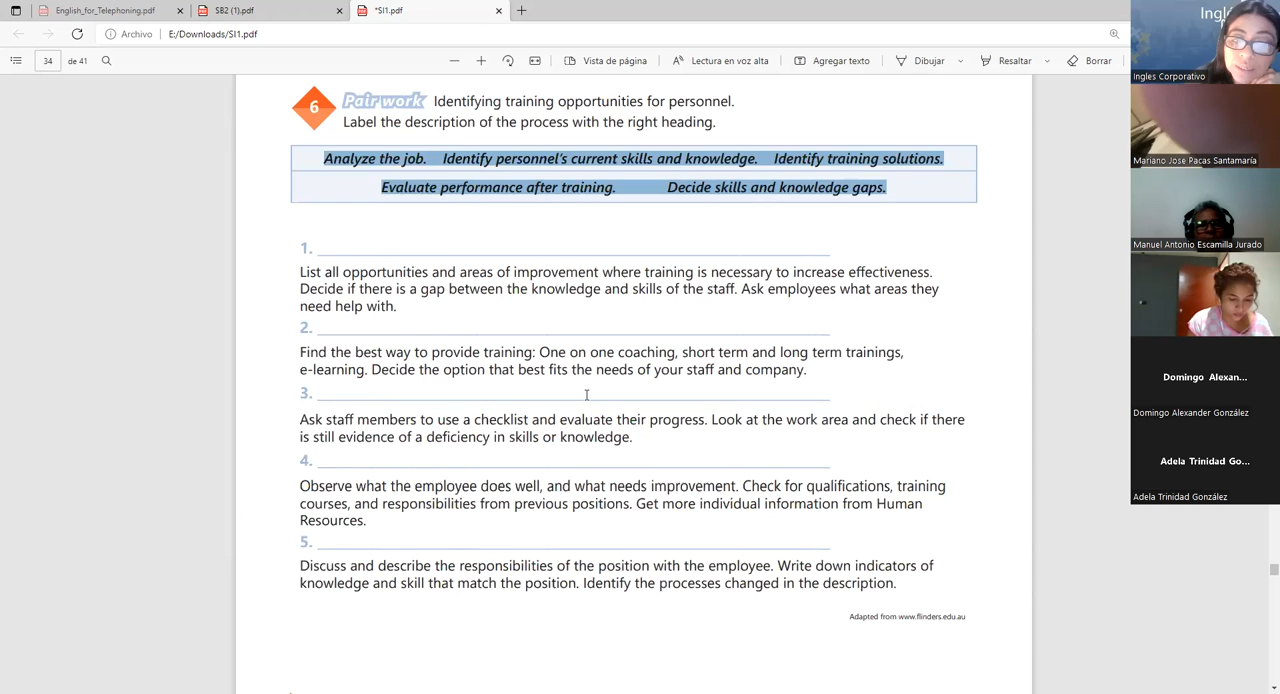 English_for_Telephoning.pdf
SB2 (1).pdf
*SI1.pdf
Archivo
E:/Downloads/SI1.pdf
34
de 41
Vista de página
Lectura en voz alta
Agregar texto
Dibujar
Resaltar
Borrar
6
Pair work Identifying training opportunities for personnel.
Label the description of the process with the right heading.
Analyze the job. Identify personnel's current skills and knowledge. Identify training solutions.
Evaluate performance after training. Decide skills and knowledge gaps.
1.
List all opportunities and areas of improvement where training is necessary to increase effectiveness.
Decide if there is a gap between the knowledge and skills of the staff. Ask employees what areas they
need help with.
2.
Find the best way to provide training: One on one coaching, short term and long term trainings,
e-learning. Decide the option that best fits the needs of your staff and company.
3.
Ask staff members to use a checklist and evaluate their progress. Look at the work area and check if there
is still evidence of a deficiency in skills or knowledge.
4.
Observe what the employee does well, and what needs improvement. Check for qualifications, training
courses, and responsibilities from previous positions. Get more individual information from Human
Resources.
5.
Discuss and describe the responsibilities of the position with the employee. Write down indicators of
knowledge and skill that match the position. Identify the processes changed in the description.
Adapted from www.flinders.edu.au
Ingles Corporativo
Mariano Jose Pacas Santamaría
Manuel Antonio Escamilla Jurado
Domingo Alexan...
Domingo Alexander González
Adela Trinidad Go...
Adela Trinidad González